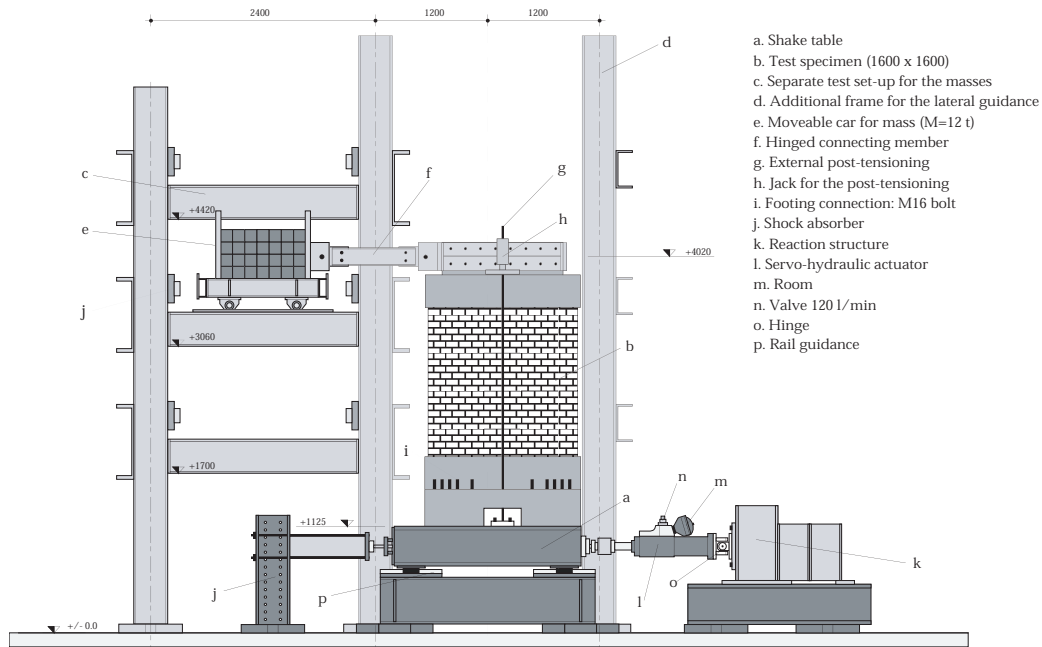 2400
1200
1200
d
a. Shake table
b. Test specimen (1600 x 1600)
c. Separate test set-up for the masses
d. Additional frame for the lateral guidance
e. Moveable car for mass (M=12 t)
f. Hinged connecting member
g. External post-tensioning
h. Jack for the post-tensioning
i. Footing connection: M16 bolt
j. Shock absorber
k. Reaction structure
l. Servo-hydraulic actuator
m. Room
n. Valve 120 l/min
o. Hinge
p. Rail guidance
c
f
g
+4420
h
e
+4020
j
+3060
b
i
+1700
n
m
a
+1125
k
o
j
p
l
+/- 0.0